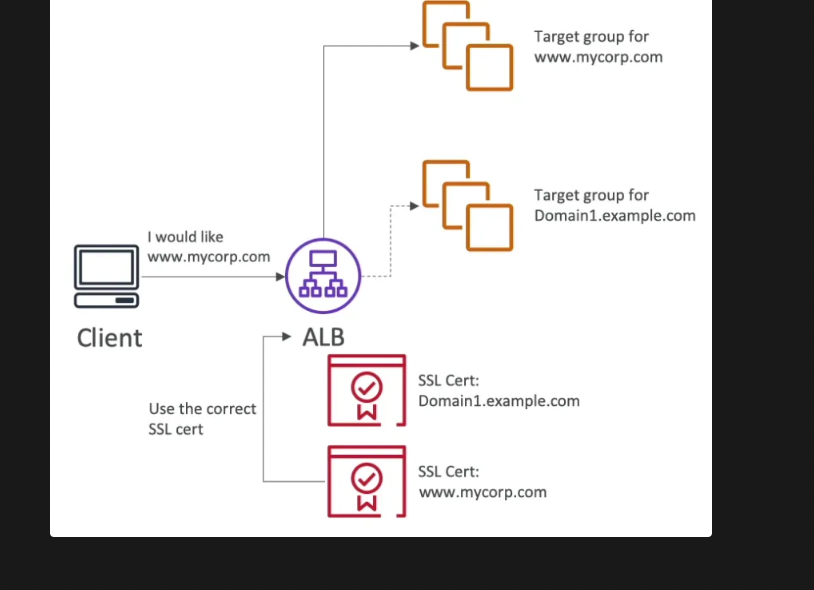 Target group for
www.mycorp.com
Target group for
Domain1.example.com
I would like
www.mycorp.com
Client
ALB
SSL Cert:
Domain1.example.com
Use the correct
SSL cert
SSL Cert:
www.mycorp.com